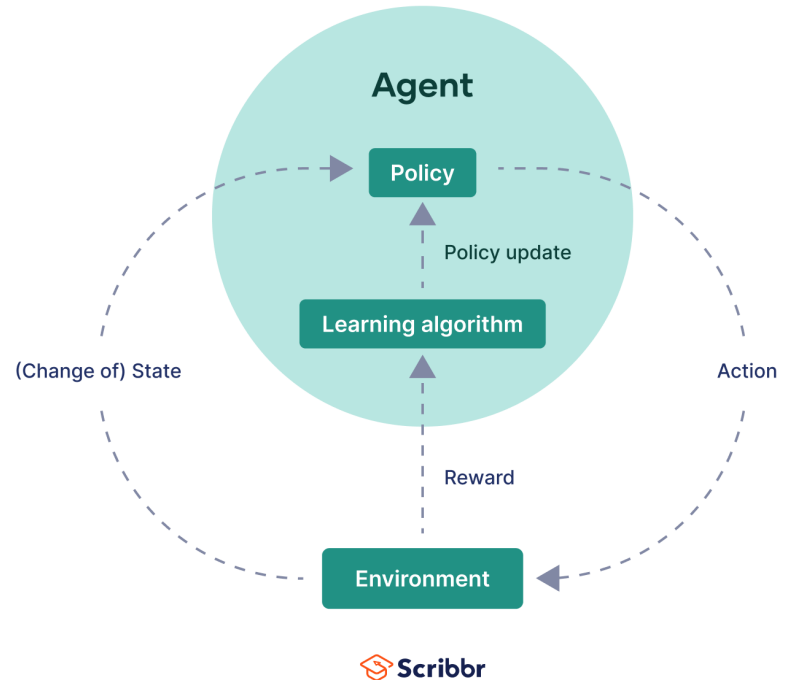 Agent
Policy
Policy update
Learning algorithm
(Change of) State
Action
Reward
Environment
Scribbr